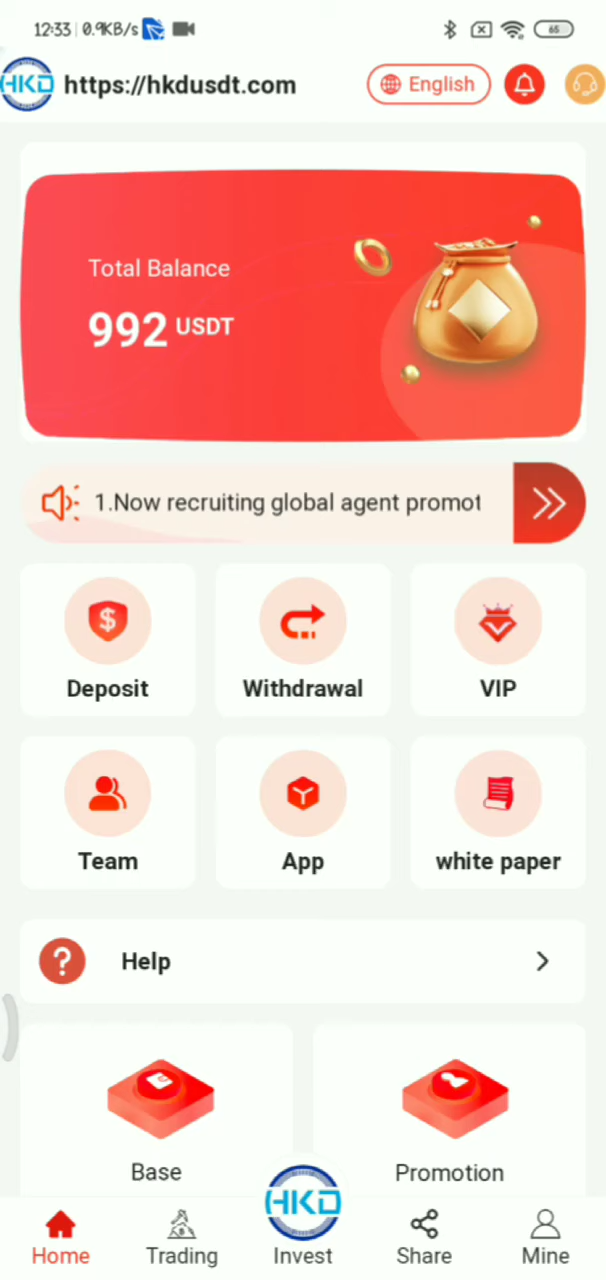 12:33 0.9KB/s
65
HKD https://hkdusdt.com English
Total Balance
992 USDT
1.Now recruiting global agent promot
Deposit Withdrawal VIP
Team App white paper
Help
Base Promotion
HKD
Home Trading Invest Share Mine